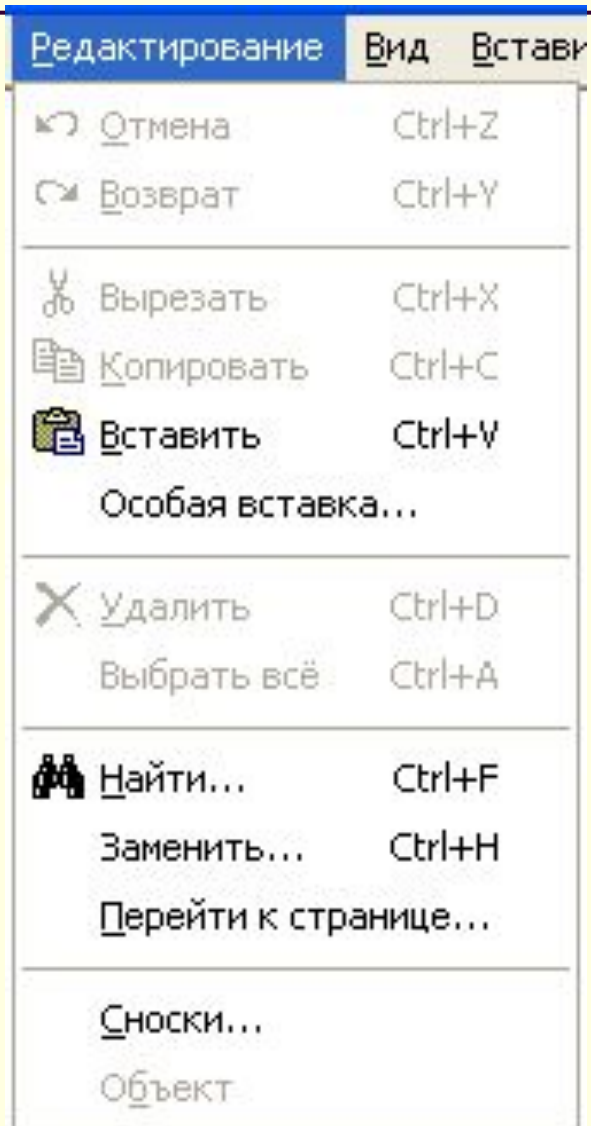 Редактирование Вид Встави
Отмена Ctrl+Z
Возврат Ctrl+Y
Вырезать Ctrl+X
Копировать Ctrl+C
Вставить Ctrl+V
Особая вставка...
Удалить Ctrl+D
Выбрать всё Ctrl+A
Найти... Ctrl+F
Заменить... Ctrl+H
Перейти к странице...
Сноски...
Объект